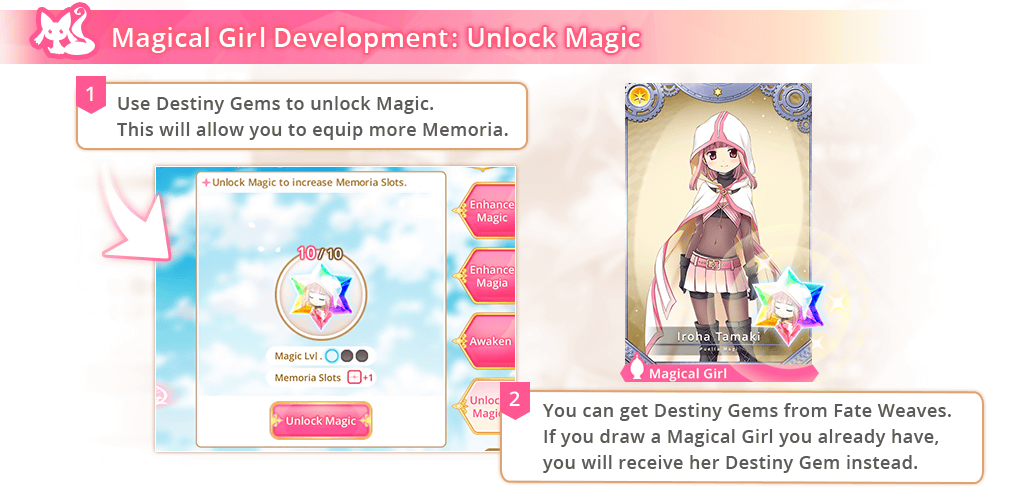 Magical Girl Development: Unlock Magic
1
Use Destiny Gems to unlock Magic.
This will allow you to equip more Memoria.
Unlock Magic to increase Memoria Slots.
10/10
Magic Lvl.
Memoria Slots +1
Unlock Magic
Enhance
Magic
Enhance
Magia
Awaken
Unloc
Magic
Iroha Tamaki
Puella Magi
Magical Girl
2
You can get Destiny Gems from Fate Weaves.
If you draw a Magical Girl you already have,
you will receive her Destiny Gem instead.